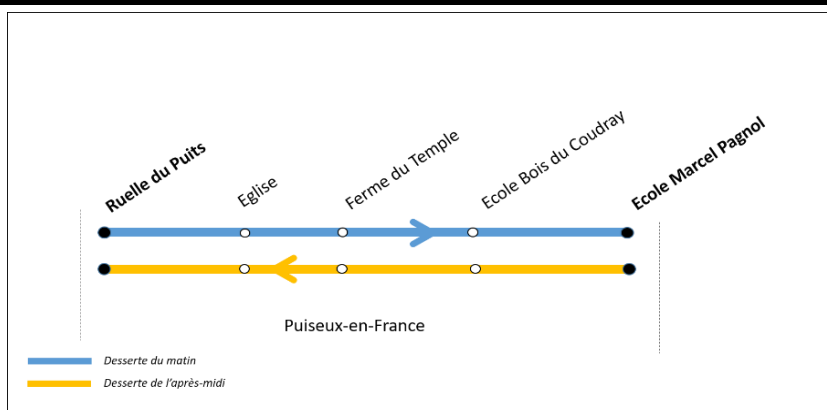 Ruelle du Puits
Eglise
Ferme du Temple
Ecole Bois du Coudray
Ecole Marcel Pagnol
Puiseux-en-France
Desserte du matin
Desserte de l'après-midi